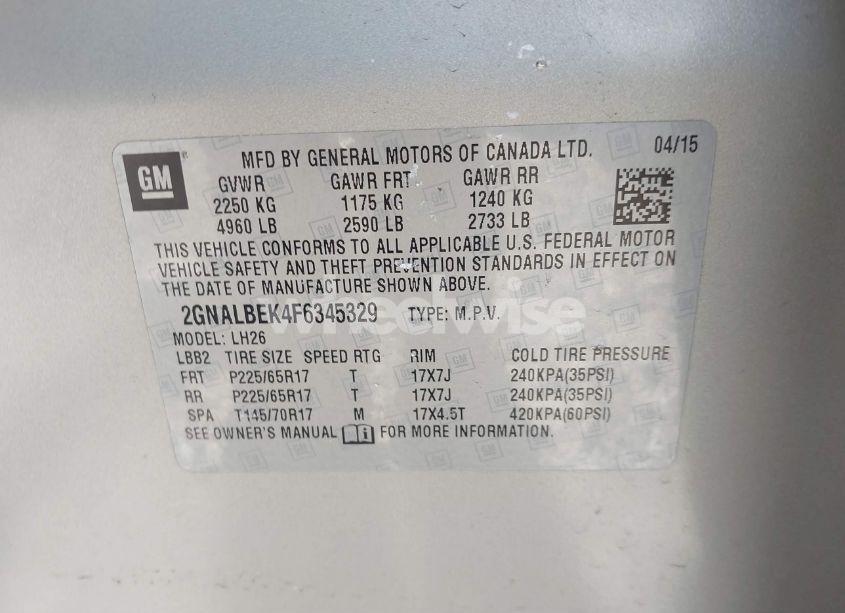 GM
MFD BY GENERAL MOTORS OF CANADA LTD. 04/15
GVWR GAWR FRT GAWR RR
2250 KG 1175 KG 1240 KG
4960 LB 2590 LB 2733 LB
THIS VEHICLE CONFORMS TO ALL APPLICABLE U.S. FEDERAL MOTOR
VEHICLE SAFETY AND THEFT PREVENTION STANDARDS IN EFFECT ON
THE DATE OF MANUFACTURE SHOWN ABOVE.
2GNALBEK4F6345329 TYPE: M.P.V.
wheelwise
MODEL: LH26
LBB2 TIRE SIZE SPEED RTG RIM COLD TIRE PRESSURE
FRT P225/65R17 T 17X7J 240KPA(35PSI)
RR P225/65R17 T 17X7J 240KPA(35PSI)
SPA T145/70R17 M 17X4.5T 420KPA(60PSI)
SEE OWNER'S MANUAL FOR MORE INFORMATION.